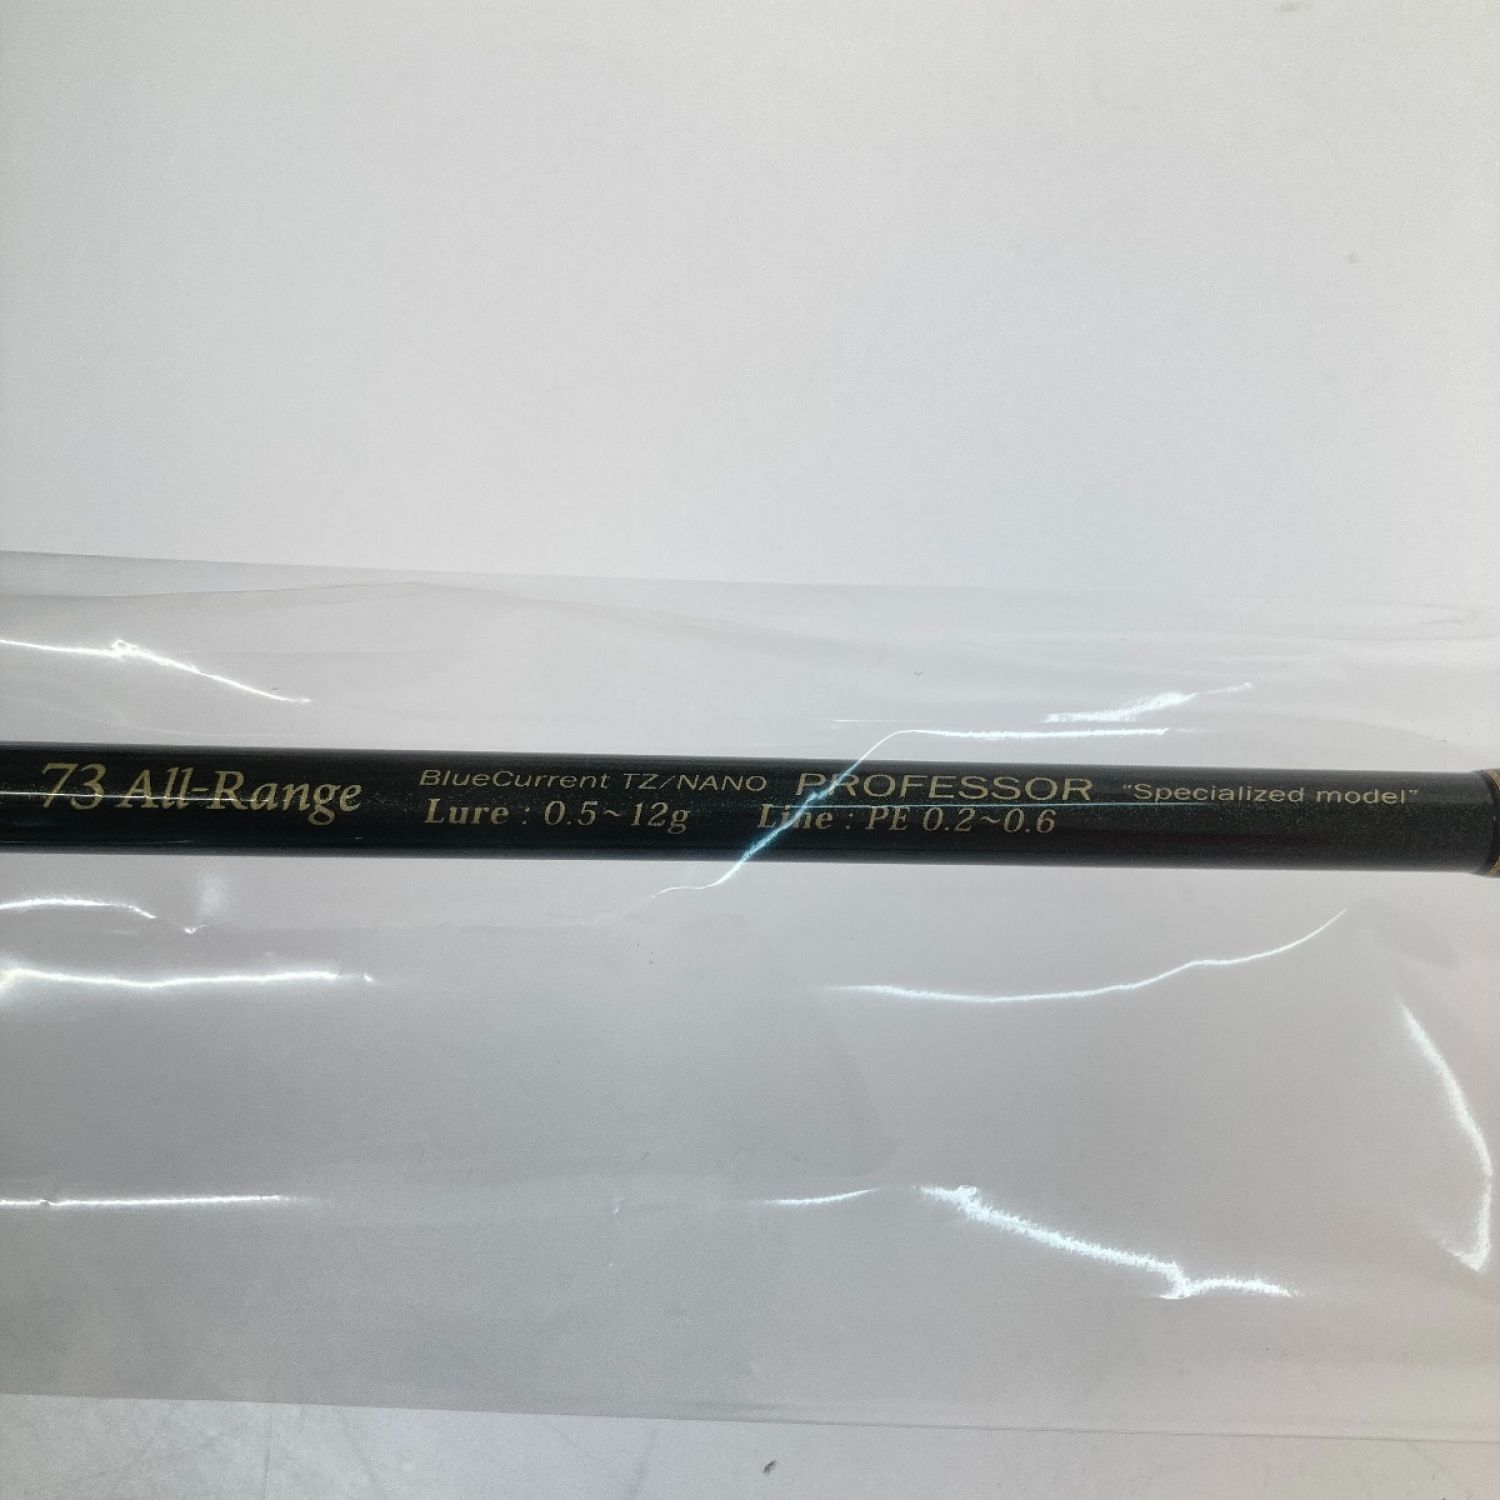 73 All-Range
BlueCurrent TZ/NANO PROFESSOR "Specialized model"
Lure : 0.5~12g Line : PE 0.2~0.6